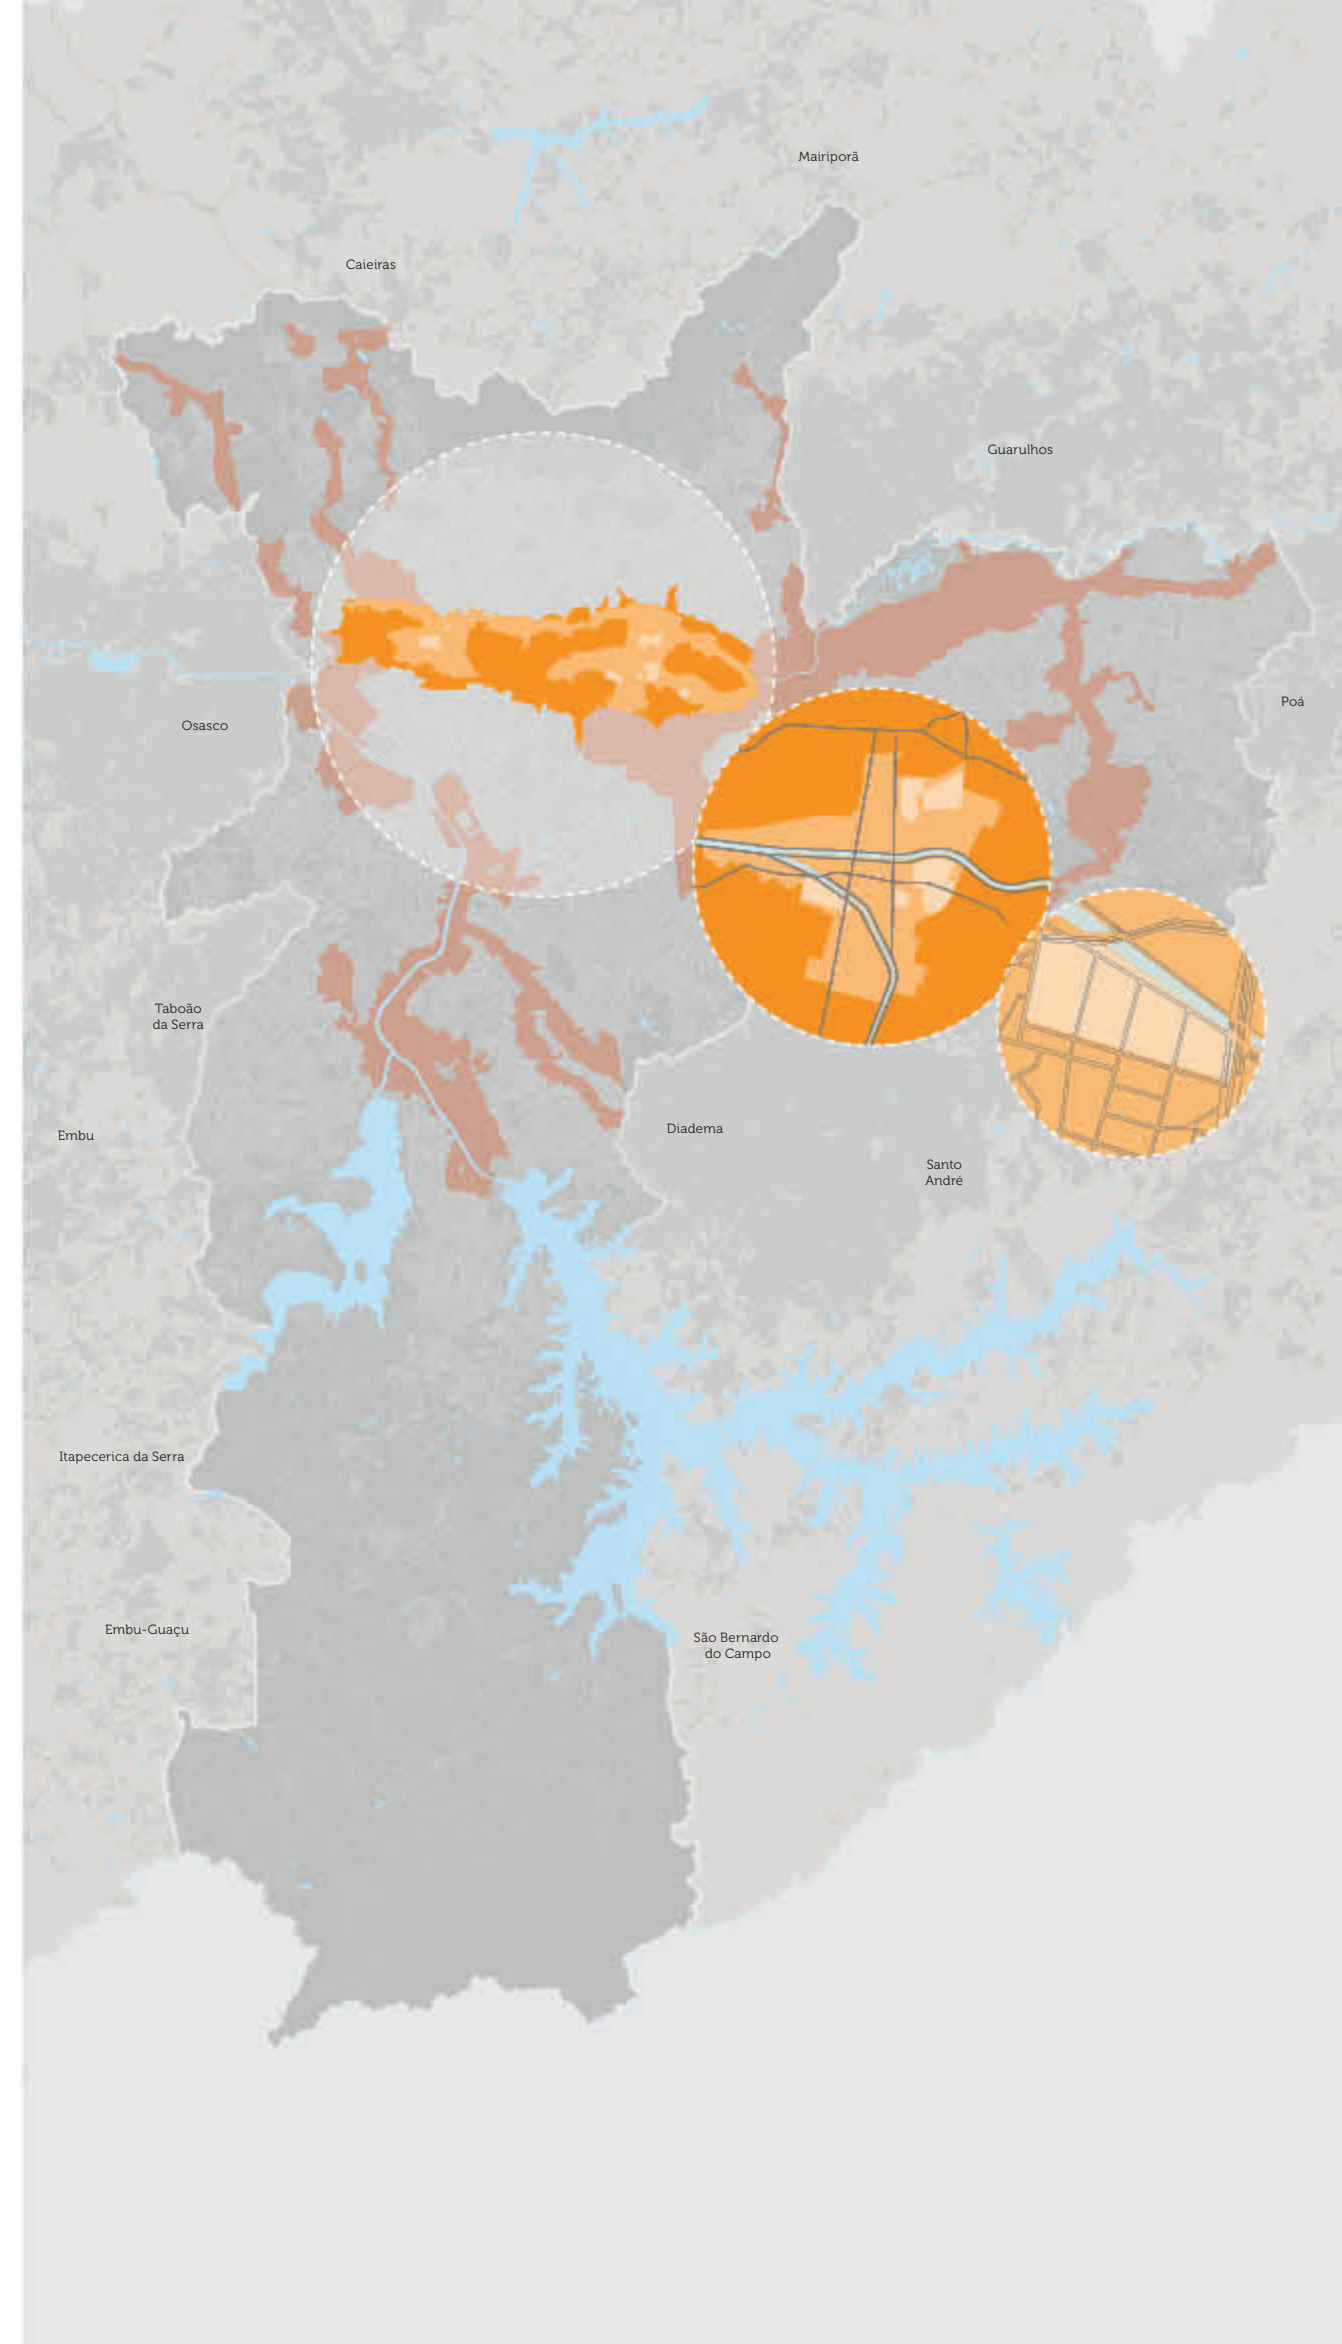 Mairiporã
Caieiras
Guarulhos
Poá
Osasco
Taboão
da Serra
Embu
Diadema
Santo
André
Itapecerica da Serra
Embu-Guaçu
São Bernardo
do Campo